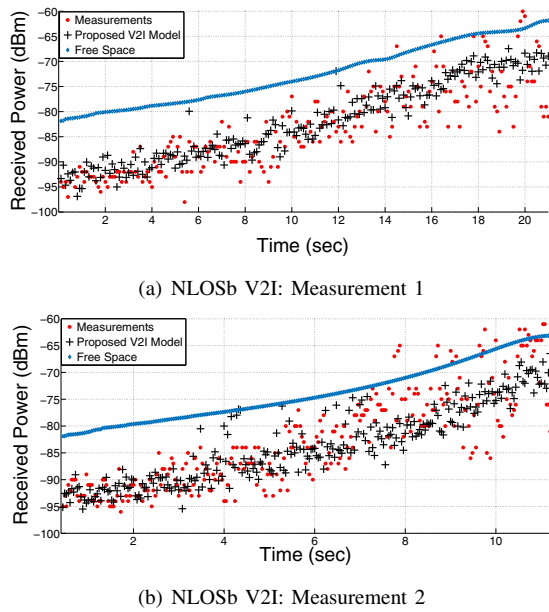 Received Power (dBm)
−60
−65
−70
−75
−80
−85
−90
−95
−100
Measurements
Proposed V2I Model
Free Space
2 4 6 8 10 12 14 16 18 20
Time (sec)
(a) NLOSb V2I: Measurement 1
Received Power (dBm)
−60
−65
−70
−75
−80
−85
−90
−95
−100
Measurements
Proposed V2I Model
Free Space
2 4 6 8 10
Time (sec)
(b) NLOSb V2I: Measurement 2